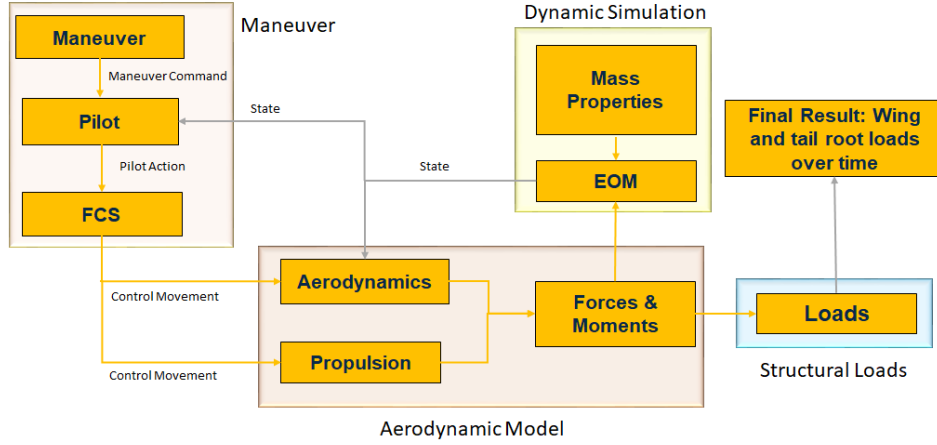 Dynamic Simulation
Maneuver
Maneuver
Maneuver Command
Pilot
State
Pilot Action
FCS
Mass
Properties
State
EOM
Final Result: Wing
and tail root loads
over time
Control Movement
Aerodynamics
Forces &
Moments
Loads
Control Movement
Propulsion
Structural Loads
Aerodynamic Model